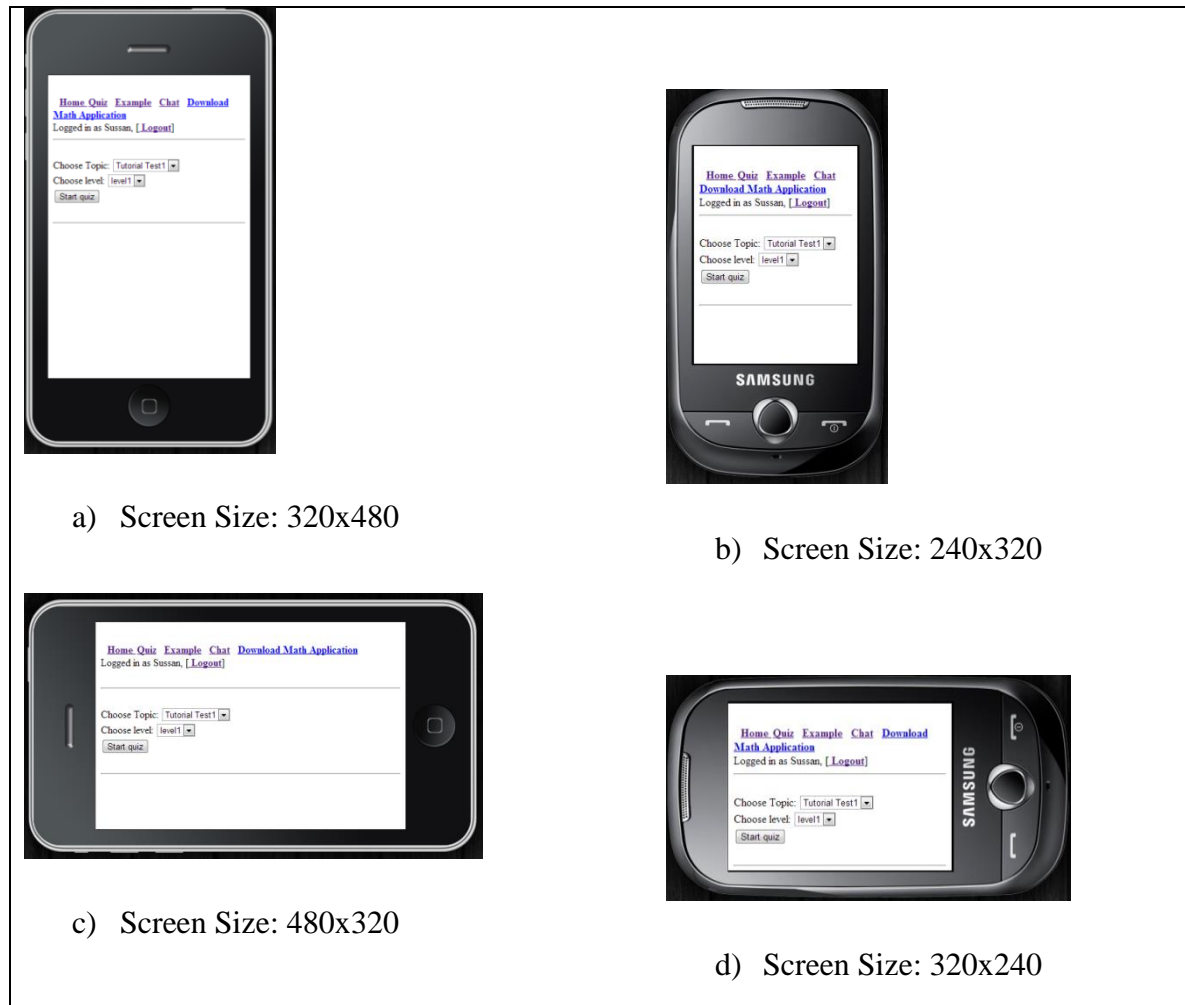 Home Quiz Example Chat Download
Math Application
Logged in as Sussan, [ Logout]
Choose Topic: Tutorial Test1
Choose level: level1
Start quiz
a) Screen Size: 320x480
Home Quiz Example Chat
Download Math Application
Logged in as Sussan, [ Logout]
Choose Topic: Tutorial Test1
Choose level: level1
Start quiz
SAMSUNG
b) Screen Size: 240x320
Home Quiz Example Chat Download Math Application
Logged in as Sussan, [ Logout]
Choose Topic: Tutorial Test1
Choose level: level1
Start quiz
c) Screen Size: 480x320
Home Quiz Example Chat Download
Math Application
Logged in as Sussan, [ Logout]
Choose Topic: Tutorial Test1
Choose level: level1
Start quiz
SAMSUNG
d) Screen Size: 320x240